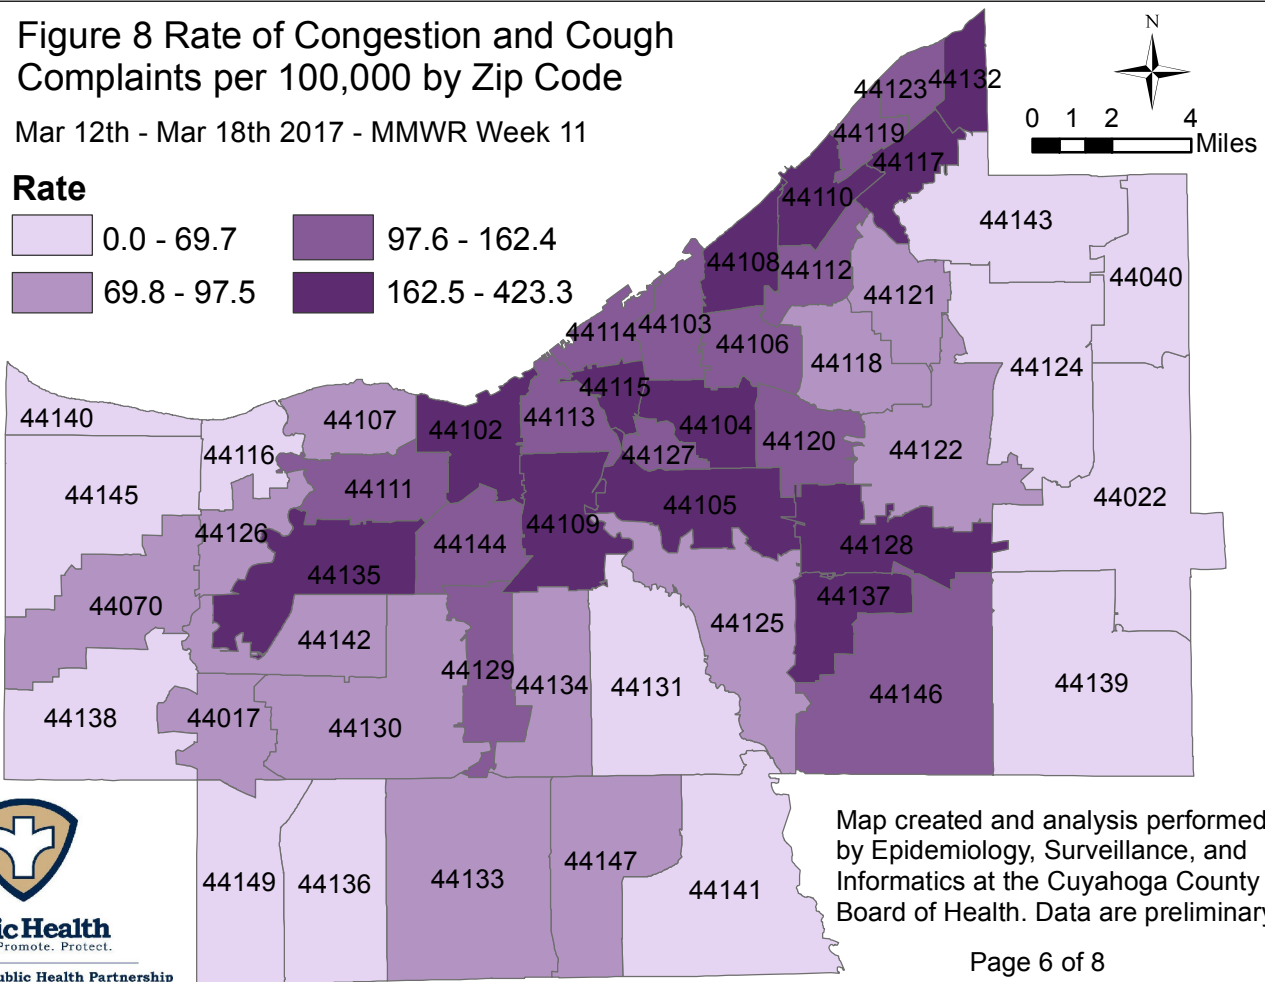 Figure 8 Rate of Congestion and Cough
Complaints per 100,000 by Zip Code
Mar 12th - Mar 18th 2017 - MMWR Week 11
Rate
0.0 - 69.7
97.6 - 162.4
69.8 - 97.5
162.5 - 423.3
N
0 1 2 4
Miles
44123
44132
44119
44117
44110
44143
44108
44112
44040
44121
44114
44103
44106
44118
44124
44115
44140
44107
44102
44113
44104
44120
44116
44127
44122
44111
44145
44022
44105
44126
44109
44144
44128
44135
44137
44070
44125
44142
44129
44134
44131
44139
44146
44138
44017
44130
44147
44149
44136
44133
44141
ic Health
Promote. Protect.
ublic Health Partnership
Map created and analysis performed
by Epidemiology, Surveillance, and
Informatics at the Cuyahoga County
Board of Health. Data are preliminary
Page 6 of 8